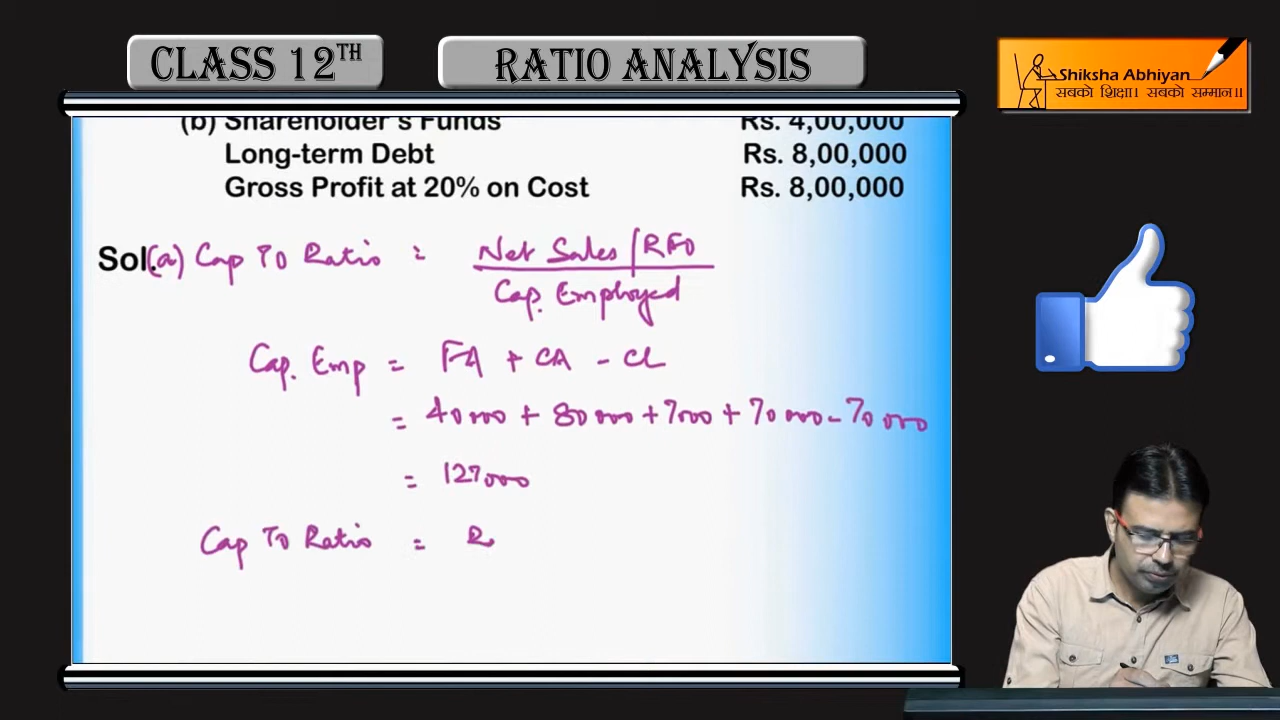 CLASS 12TH
RATIO ANALYSIS
Shiksha Abhiyan
सबको शिक्षा। सबको सम्मान।।
(b) Shareholder's Funds Rs. 4,00,000
Long-term Debt Rs. 8,00,000
Gross Profit at 20% on Cost Rs. 8,00,000
Sol.(a) Cap TO Ratio = Net Sales / RFO
Cap. Employed
Cap. Emp = FA + CA - CL
= 40000 + 80000 + 7000 + 70000 - 70000
= 127000
Cap TO Ratio = R